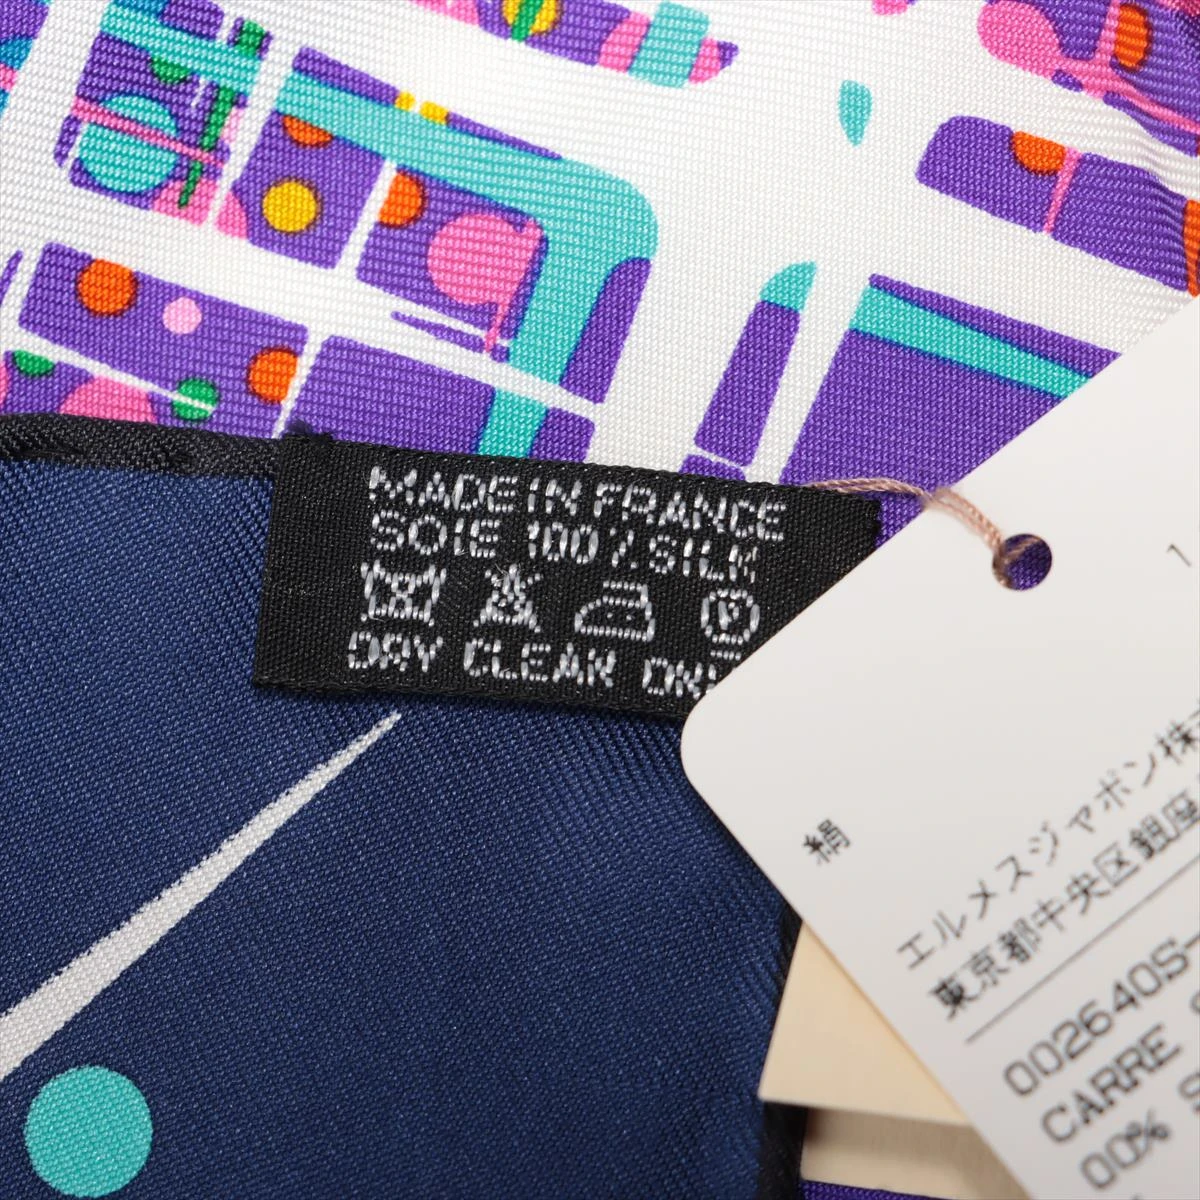 MADE IN FRANCE
SOIE 100% SILK
P
DRY CLEAN
1
絹
エルメスジャポン株
東京都中央区銀座
002640S-
CARRE
00% S